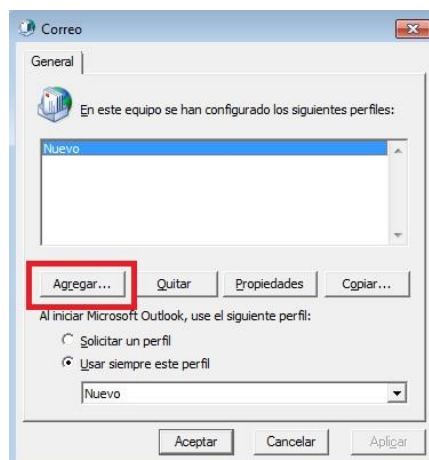 Correo
General
En este equipo se han configurado los siguientes perfiles:
Nuevo
Agregar... Quitar Propiedades Copiar...
Al iniciar Microsoft Outlook, use el siguiente perfil:
Solicitar un perfil
Usar siempre este perfil
Nuevo
Aceptar Cancelar Aplicar